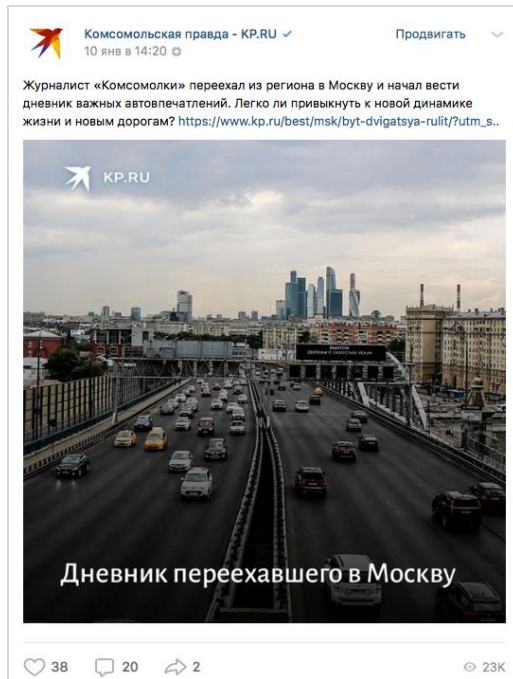 Комсомольская правда - KP.RU
Продвигать
10 янв в 14:20
Журналист «Комсомолки» переехал из региона в Москву и начал вести
дневник важных автовпечатлений. Легко ли привыкнуть к новой динамике
жизни и новым дорогам? https://www.kp.ru/best/msk/byt-dvigatsya-rulit/?utm_s..
KP.RU
Дневник переехавшего в Москву
38
20
2
23K